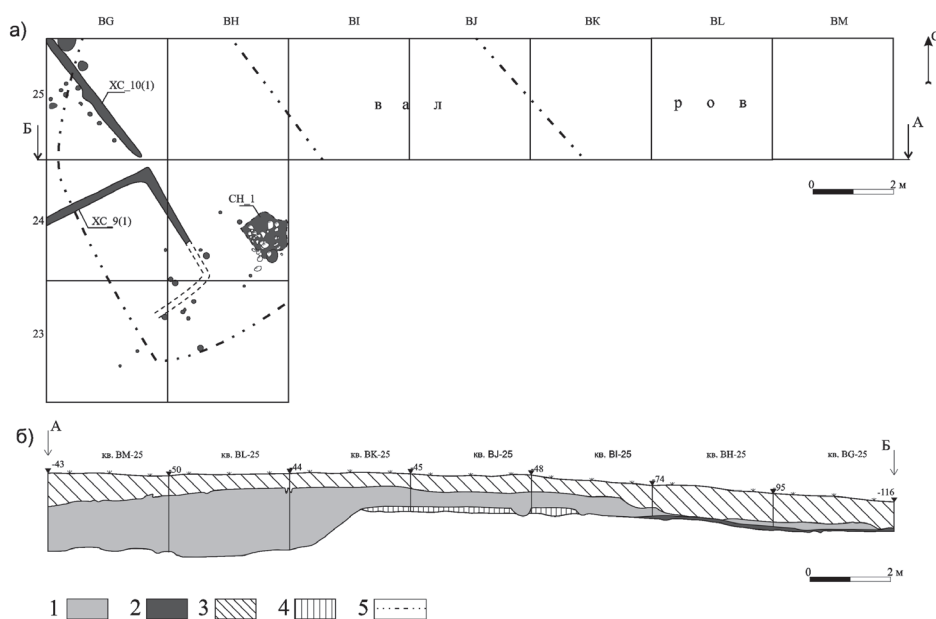 BG BH BI BJ BK BL BM
а)
С
25
XC_10(1)
в а л
р о в
Б
А
0 2 м
24
XC_9(1)
CH_1
23
б)
А
Б
кв. BM-25 кв. BL-25 кв. BK-25 кв. BJ-25 кв. BI-25 кв. BH-25 кв. BG-25
-43 -50 -44 -45 -48 -74 -95 -116
0 2 м
1 2 3 4 5